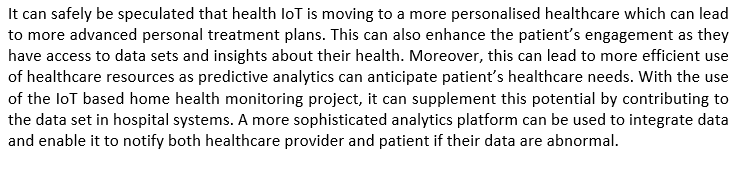 It can safely be speculated that health IoT is moving to a more personalised healthcare which can lead
to more advanced personal treatment plans. This can also enhance the patient’s engagement as they
have access to data sets and insights about their health. Moreover, this can lead to more efficient use
of healthcare resources as predictive analytics can anticipate patient’s healthcare needs. With the use
of the IoT based home health monitoring project, it can supplement this potential by contributing to
the data set in hospital systems. A more sophisticated analytics platform can be used to integrate data
and enable it to notify both healthcare provider and patient if their data are abnormal.